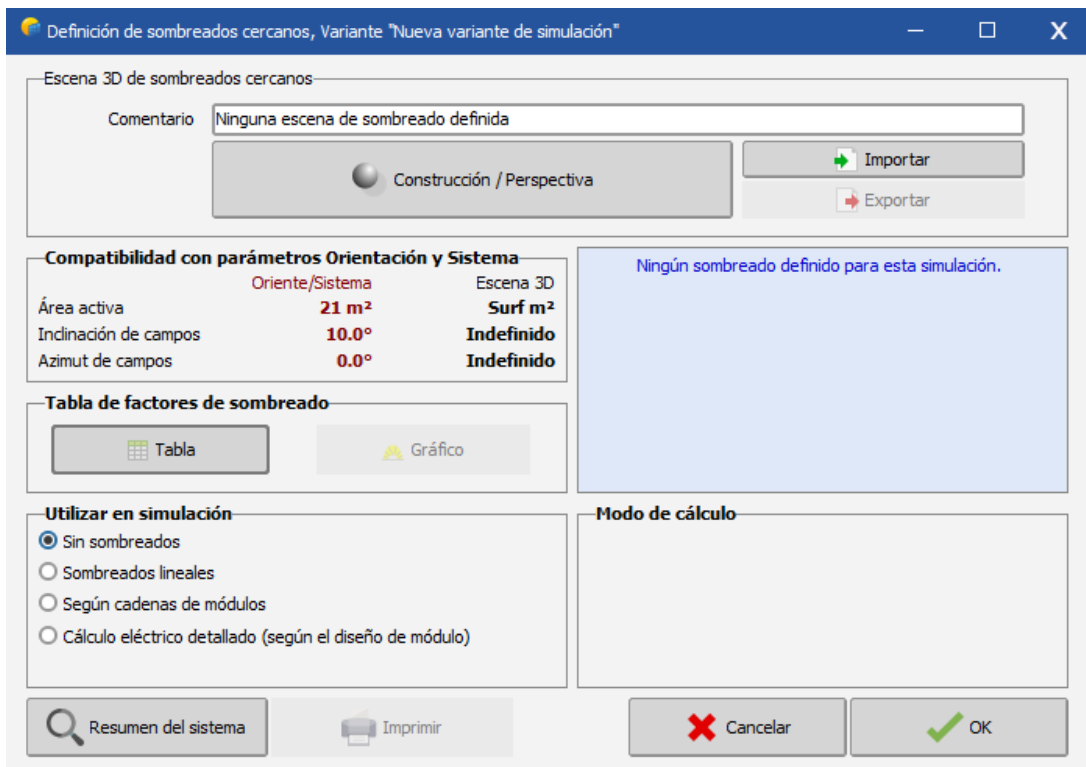 Definición de sombreados cercanos, Variante "Nueva variante de simulación"
Escena 3D de sombreados cercanos
Comentario Ninguna escena de sombreado definida
Construcción / Perspectiva
Importar
Exportar
Compatibilidad con parámetros Orientación y Sistema
Oriente/Sistema Escena 3D
Área activa 21 m² Surf m²
Inclinación de campos 10.0° Indefinido
Azimut de campos 0.0° Indefinido
Ningún sombreado definido para esta simulación.
Tabla de factores de sombreado
Tabla Gráfico
Utilizar en simulación
Sin sombreados
Sombreados lineales
Según cadenas de módulos
Cálculo eléctrico detallado (según el diseño de módulo)
Modo de cálculo
Resumen del sistema Imprimir Cancelar OK